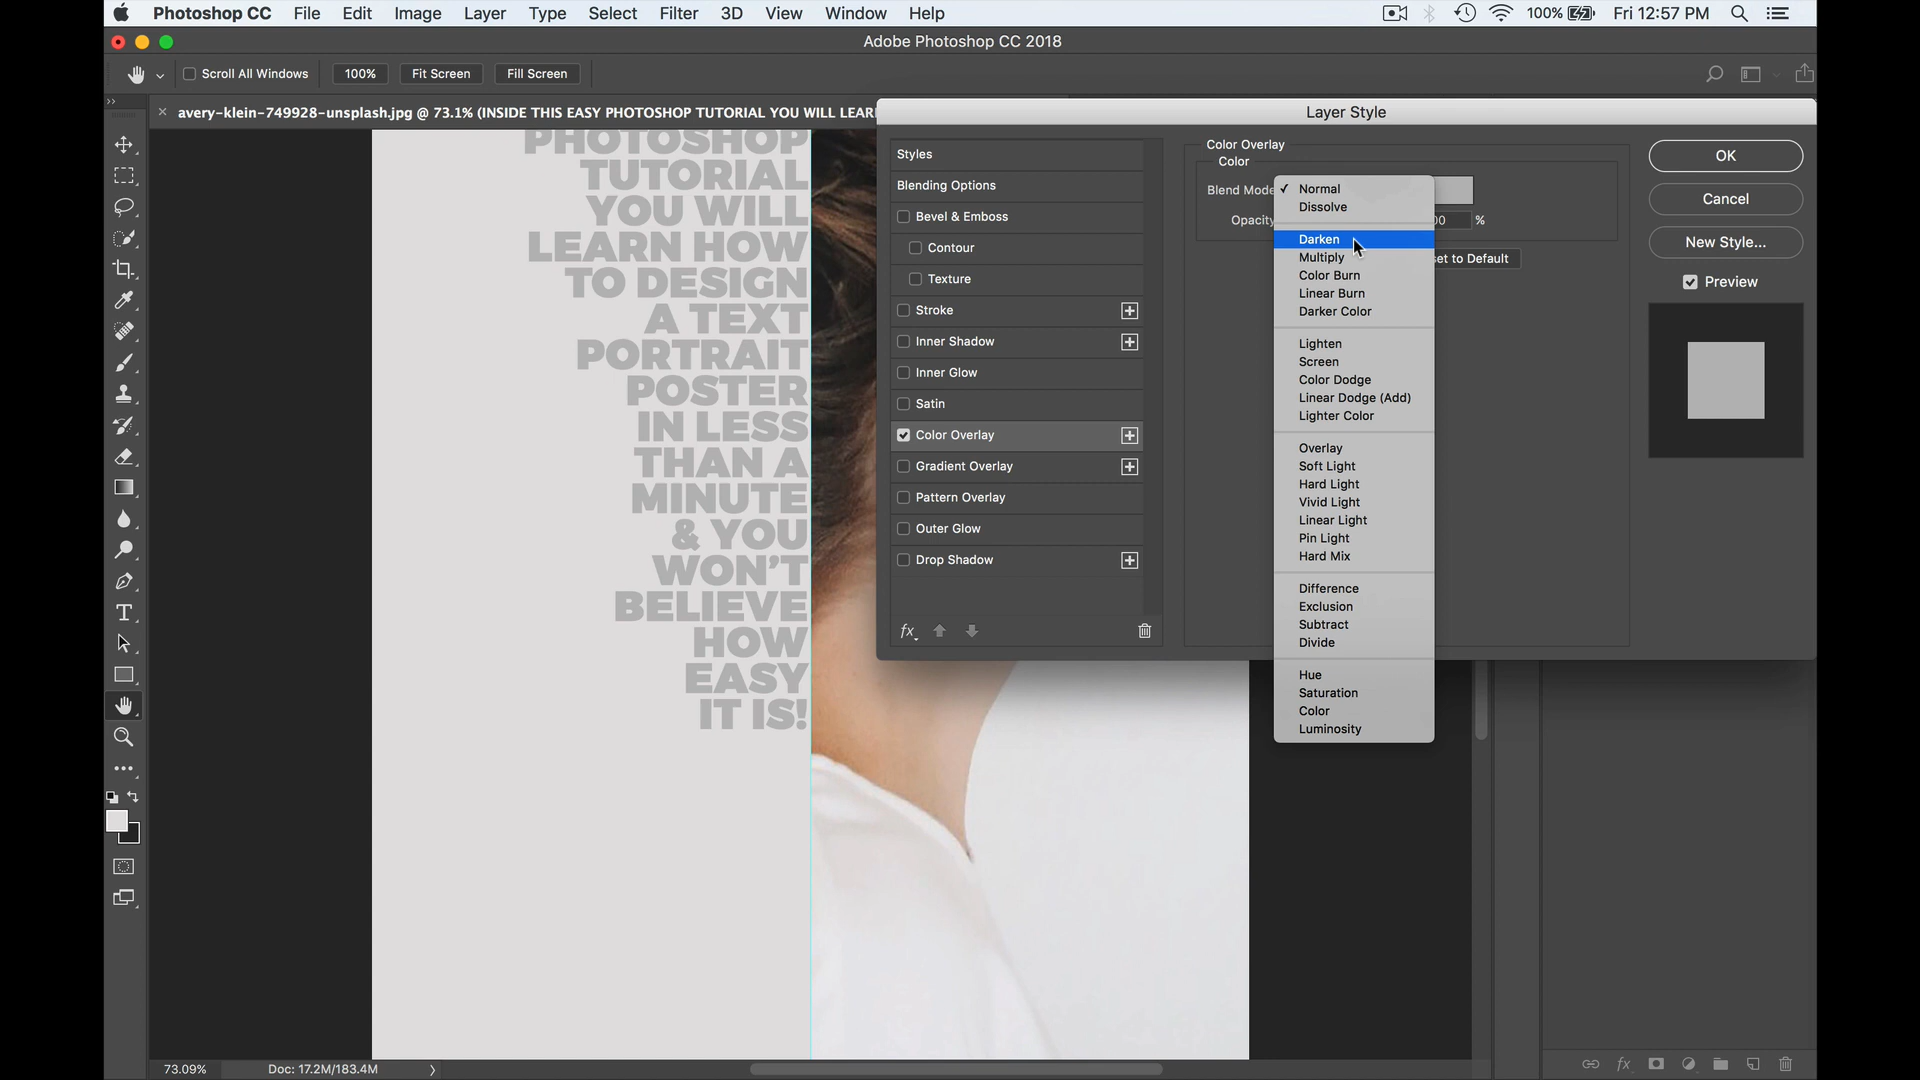 Photoshop CC File Edit Image Layer Type Select Filter 3D View Window Help 100% Fri 12:57 PM
Adobe Photoshop CC 2018
Scroll All Windows 100% Fit Screen Fill Screen
avery-klein-749928-unsplash.jpg @ 73.1% (INSIDE THIS EASY PHOTOSHOP TUTORIAL YOU WILL LEAR
PHOTOSHOP
TUTORIAL
YOU WILL
LEARN HOW
TO DESIGN
A TEXT
PORTRAIT
POSTER
IN LESS
THAN A
MINUTE
& YOU
WON'T
BELIEVE
HOW
EASY
IT IS!
Layer Style
Styles
Blending Options
Bevel & Emboss
Contour
Texture
Stroke
Inner Shadow
Inner Glow
Satin
Color Overlay
Gradient Overlay
Pattern Overlay
Outer Glow
Drop Shadow
fx
Color Overlay
Color
Blend Mode
Opacity
00 %
set to Default
Normal
Dissolve
Darken
Multiply
Color Burn
Linear Burn
Darker Color
Lighten
Screen
Color Dodge
Linear Dodge (Add)
Lighter Color
Overlay
Soft Light
Hard Light
Vivid Light
Linear Light
Pin Light
Hard Mix
Difference
Exclusion
Subtract
Divide
Hue
Saturation
Color
Luminosity
OK
Cancel
New Style...
Preview
73.09% Doc: 17.2M/183.4M
fx